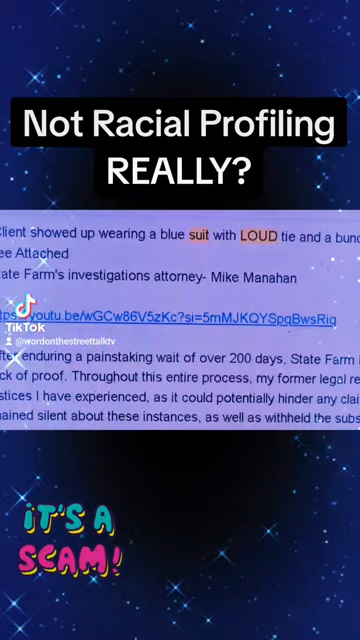 Not Racial Profiling
REALLY?
Client showed up wearing a blue suit with LOUD tie and a bunc
ee Attached
tate Farm's investigations attorney- Mike Manahan
ttps://youtu.be/wGCw86V5zKc?si=5mMJKQYSpqBwsRiq
TikTok
@wordonthestreettalktv
fter enduring a painstaking wait of over 200 days, State Farm
ck of proof. Throughout this entire process, my former legal re
stices I have experienced, as it could potentially hinder any clai
ained silent about these instances, as well as withheld the subs
IT'S A
SCAM!